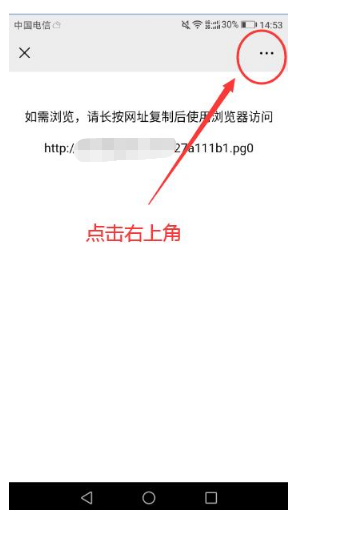 中国电信
30% 14:53
如需浏览，请长按网址复制后使用浏览器访问
http:/ 27a111b1.pg0
点击右上角